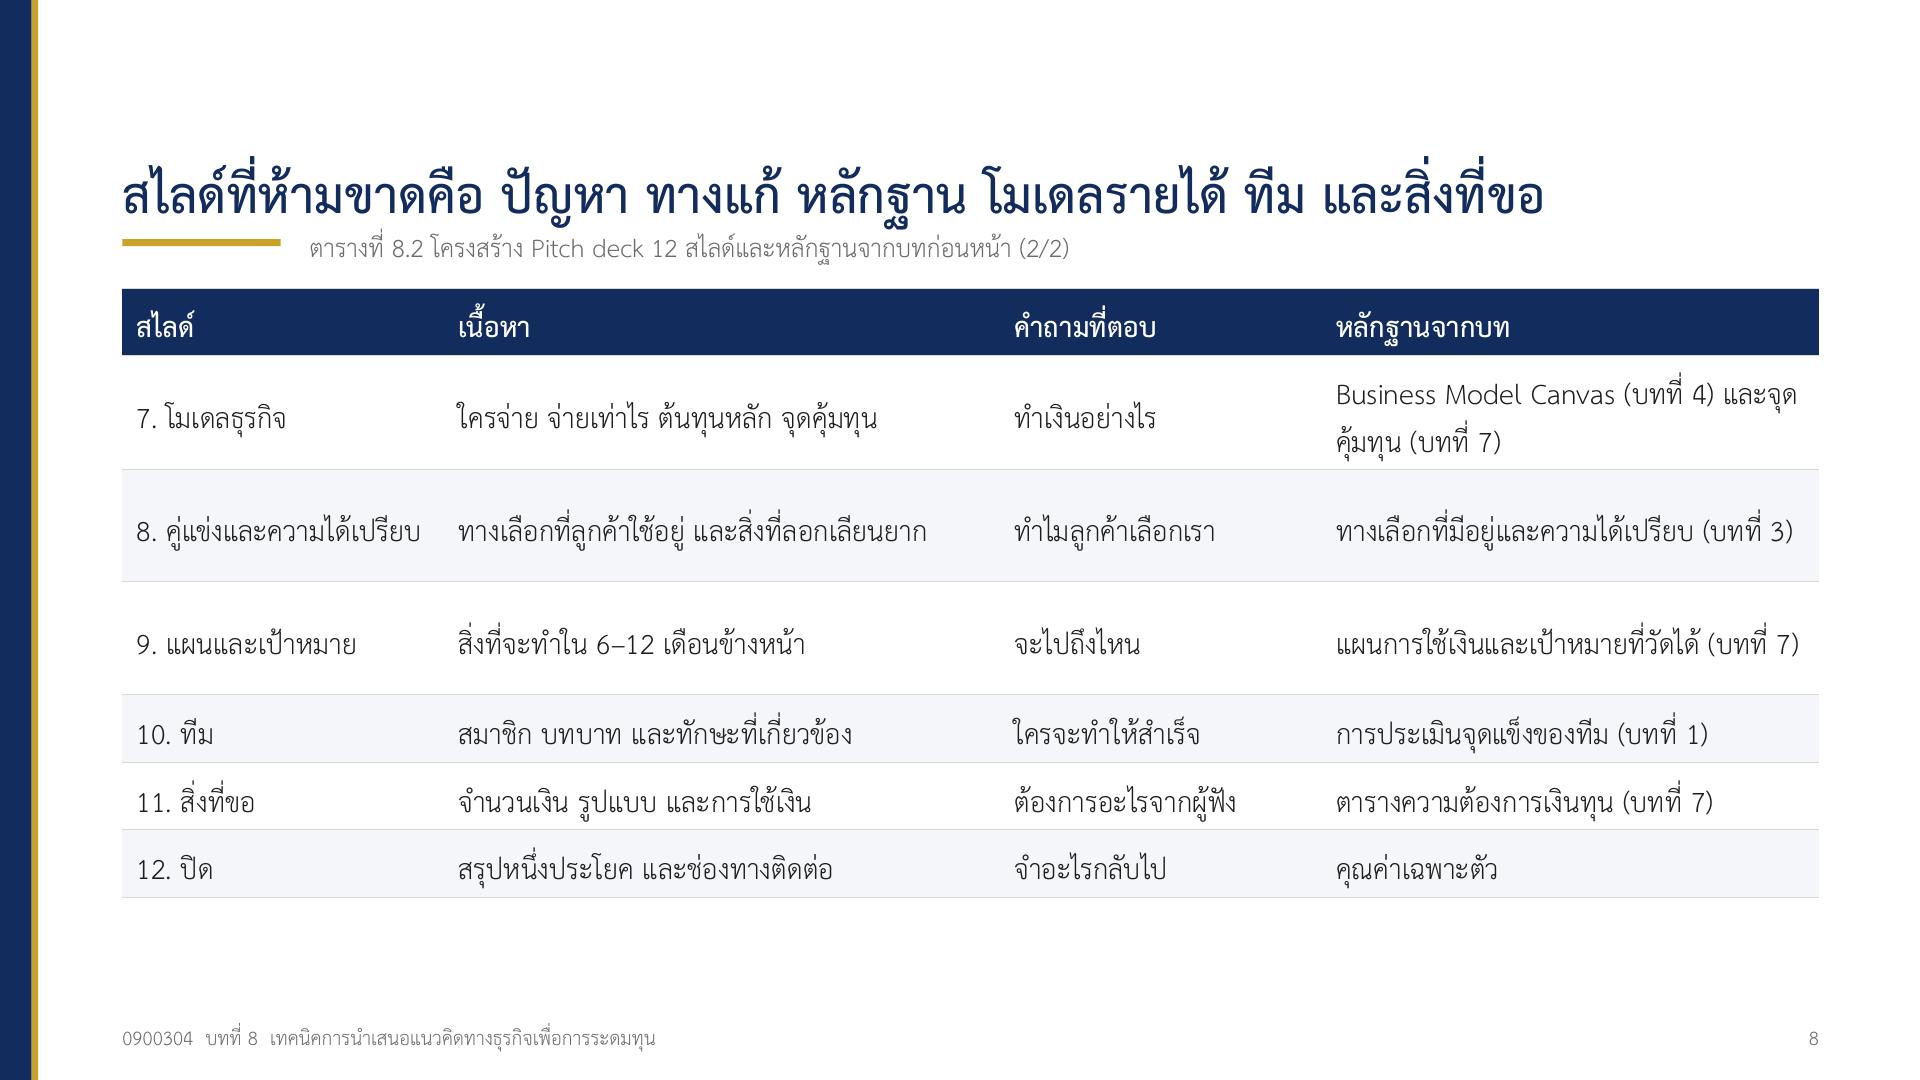 สไลด์ที่ห้ามขาดคือ ปัญหา ทางแก้ หลักฐาน โมเดลรายได้ ทีม และสิ่งที่ขอ
ตารางที่ 8.2 โครงสร้าง Pitch deck 12 สไลด์และหลักฐานจากบทก่อนหน้า (2/2)
สไลด์ เนื้อหา คำถามที่ตอบ หลักฐานจากบท
7. โมเดลธุรกิจ ใครจ่าย จ่ายเท่าไร ต้นทุนหลัก จุดคุ้มทุน ทำเงินอย่างไร Business Model Canvas (บทที่ 4) และจุด
คุ้มทุน (บทที่ 7)
8. คู่แข่งและความได้เปรียบ ทางเลือกที่ลูกค้าใช้อยู่ และสิ่งที่ลอกเลียนยาก ทำไมลูกค้าเลือกเรา ทางเลือกที่มีอยู่และความได้เปรียบ (บทที่ 3)
9. แผนและเป้าหมาย สิ่งที่จะทำใน 6–12 เดือนข้างหน้า จะไปถึงไหน แผนการใช้เงินและเป้าหมายที่วัดได้ (บทที่ 7)
10. ทีม สมาชิก บทบาท และทักษะที่เกี่ยวข้อง ใครจะทำให้สำเร็จ การประเมินจุดแข็งของทีม (บทที่ 1)
11. สิ่งที่ขอ จำนวนเงิน รูปแบบ และการใช้เงิน ต้องการอะไรจากผู้ฟัง ตารางความต้องการเงินทุน (บทที่ 7)
12. ปิด สรุปหนึ่งประโยค และช่องทางติดต่อ จำอะไรกลับไป คุณค่าเฉพาะตัว
0900304 บทที่ 8 เทคนิคการนำเสนอแนวคิดทางธุรกิจเพื่อการระดมทุน 8